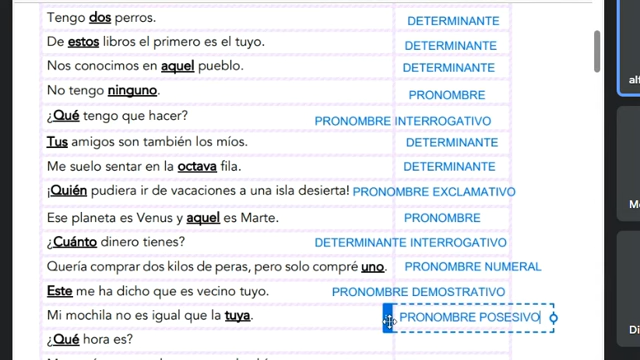 Tengo dos perros. DETERMINANTE
De estos libros el primero es el tuyo. DETERMINANTE
Nos conocimos en aquel pueblo. DETERMINANTE
No tengo ninguno. PRONOMBRE
¿Qué tengo que hacer? PRONOMBRE INTERROGATIVO
Tus amigos son también los míos. DETERMINANTE
Me suelo sentar en la octava fila. DETERMINANTE
¡Quién pudiera ir de vacaciones a una isla desierta! PRONOMBRE EXCLAMATIVO
Ese planeta es Venus y aquel es Marte. PRONOMBRE
¿Cuánto dinero tienes? DETERMINANTE INTERROGATIVO
Quería comprar dos kilos de peras, pero solo compré uno. PRONOMBRE NUMERAL
Este me ha dicho que es vecino tuyo. PRONOMBRE DEMOSTRATIVO
Mi mochila no es igual que la tuya. PRONOMBRE POSESIVO
¿Qué hora es?